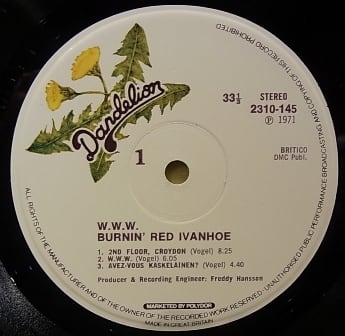 Dandelion
33⅓ STEREO
2310-145
℗ 1971
1
BRITICO
DMC Publ.
W.W.W.
BURNIN' RED IVANHOE
1. 2ND FLOOR, CROYDON (Vogel) 8.25
2. W.W.W. (Vogel) 6.05
3. AVEZ-VOUS KASKELAINEN? (Vogel) 4.40
Producer & Recording Engineer: Freddy Hansson
MARKETED BY POLYDOR
MADE IN GREAT BRITAIN
ALL RIGHTS OF THE MANUFACTURER AND OF THE OWNER OF THE RECORDED WORK RESERVED · UNAUTHORISED PUBLIC PERFORMANCE BROADCASTING AND COPYING OF THIS RECORD PROHIBITED